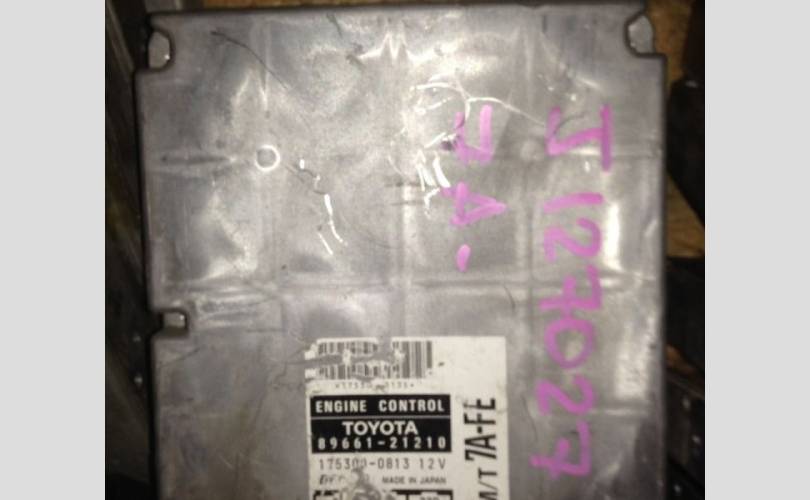 J127027
7A-
ENGINE CONTROL
TOYOTA
89661-21210
175300-0813 12V
MADE IN JAPAN
M/T 7A-FE